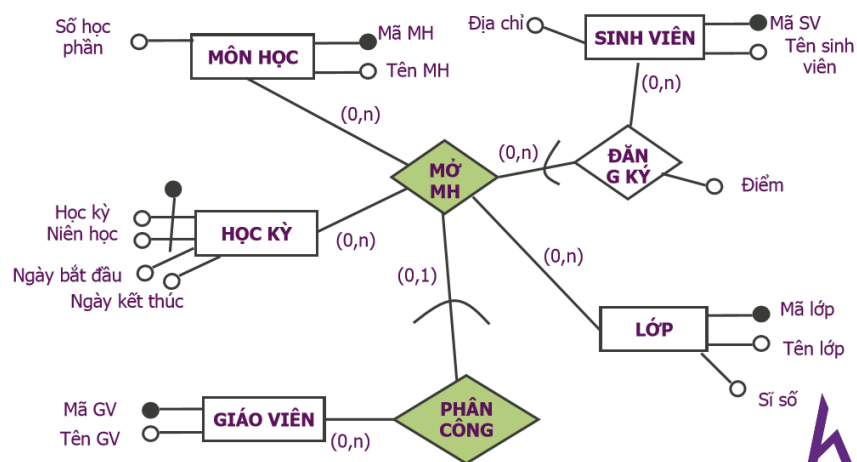 Số học
phần
MÔN HỌC
Mã MH
Tên MH
Địa chỉ
SINH VIÊN
Mã SV
Tên sinh
viên
(0,n)
(0,n)
MỞ
MH
(0,n)
ĐĂN
G KÝ
Điểm
Học kỳ
Niên học
Ngày bắt đầu
Ngày kết thúc
HỌC KỲ
(0,n)
(0,1)
(0,n)
LỚP
Mã lớp
Tên lớp
Sĩ số
Mã GV
Tên GV
GIÁO VIÊN
(0,n)
PHÂN
CÔNG